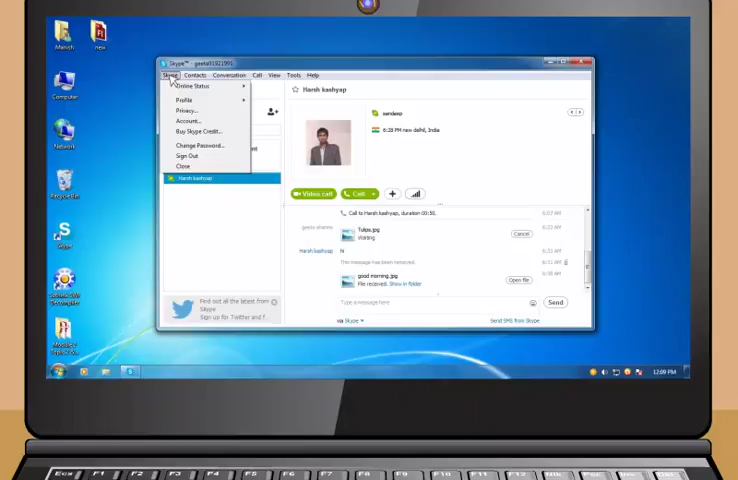 Skype™ - geeta01921991
Skype Contacts Conversation Call View Tools Help
Online Status
Profile
Privacy...
Account...
Buy Skype Credit...
Change Password...
Sign Out
Close
Harsh kashyap
Harsh kashyap
sandeep
6:28 PM new delhi, India
Video call
Call
Call to Harsh kashyap, duration 00:50.
6:07 AM
geeta sharma
Tulips.jpg
Waiting
Cancel
Harsh kashyap
hi
This message has been removed.
good morning.jpg
File received. Show in folder
Open file
Type a message here
Send
via Skype
Send SMS from Skype
Find out all the latest from
Skype
Sign up for Twitter and f...
Manish
new
Computer
Network
Recycle Bin
Skype
Decompiler
12:09 PM
F1 F2 F3 F4 F5 F6 F7 F8 F9 F10 F11 F12